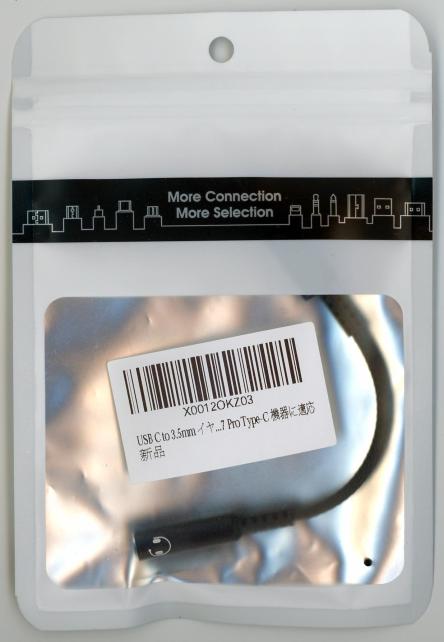 More Connection
More Selection
X0012OKZ03
USB C to 3.5mm イヤ...7 Pro Type-C 機器に適応
新品